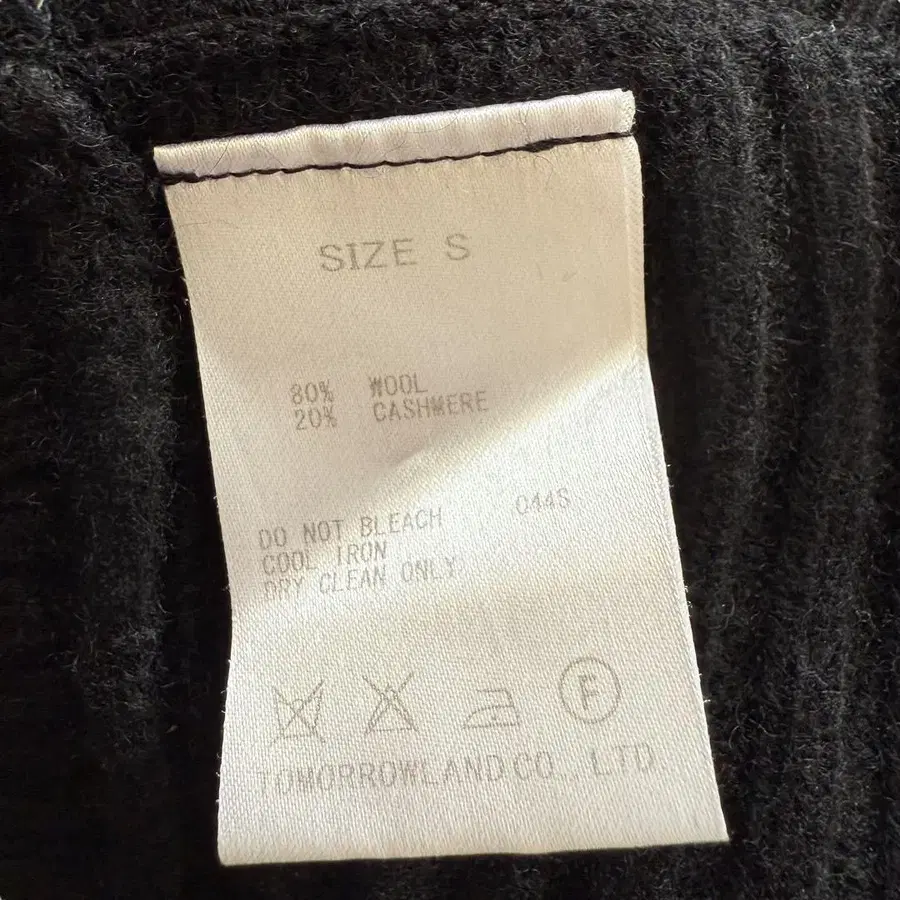 SIZE S
80% WOOL
20% CASHMERE
DO NOT BLEACH 044S
COOL IRON
DRY CLEAN ONLY
F
TOMORROWLAND CO., LTD.